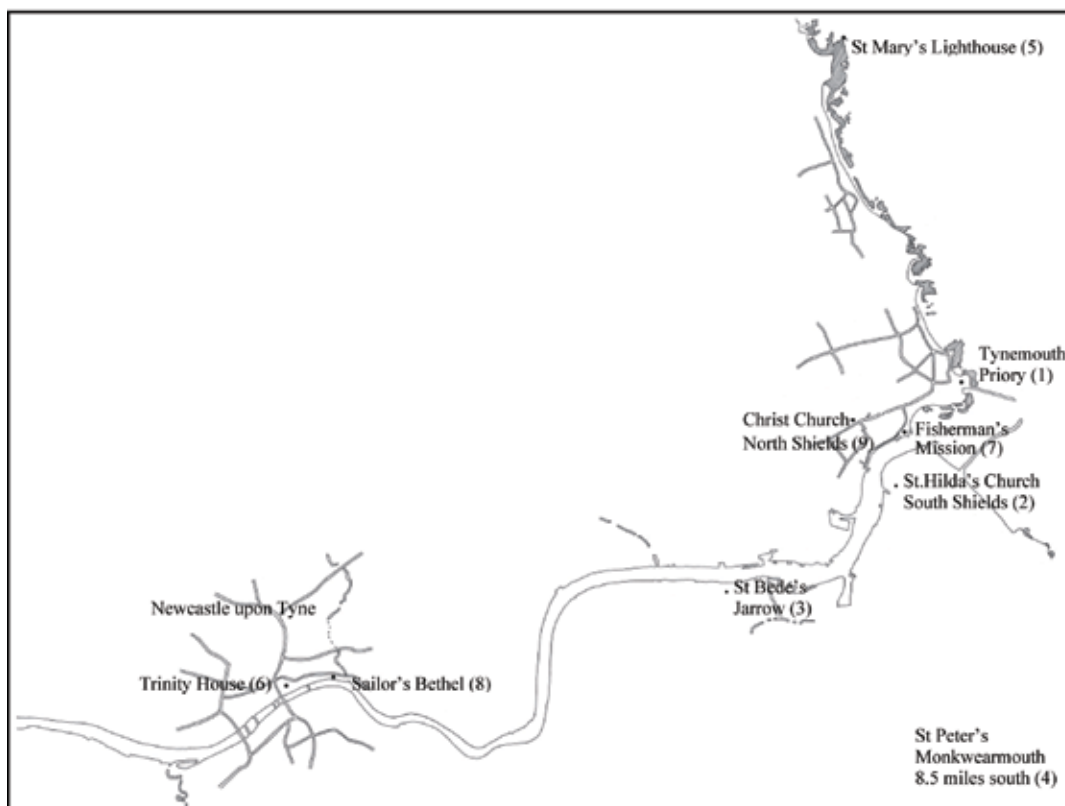 St Mary's Lighthouse (5)
Tynemouth
Priory (1)
Christ Church
North Shields (9)
Fisherman's
Mission (7)
St.Hilda's Church
South Shields (2)
St Bede's
Jarrow (3)
Newcastle upon Tyne
Trinity House (6)
Sailor's Bethel (8)
St Peter's
Monkwearmouth
8.5 miles south (4)